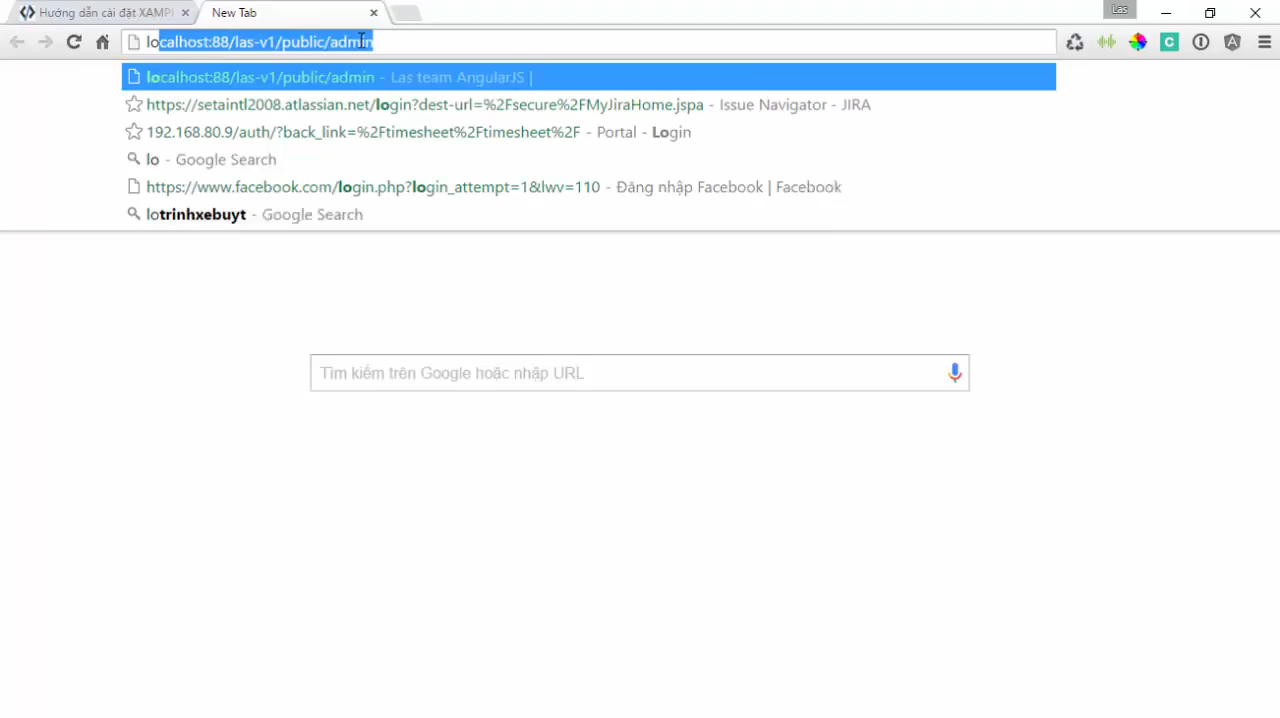 Hướng dẫn cài đặt XAMPP
New Tab
Las
localhost:88/las-v1/public/admin
localhost:88/las-v1/public/admin - Las team AngularJS |
https://setaintl2008.atlassian.net/login?dest-url=%2Fsecure%2FMyJiraHome.jspa - Issue Navigator - JIRA
192.168.80.9/auth/?back_link=%2Ftimesheet%2Ftimesheet%2F - Portal - Login
lo - Google Search
https://www.facebook.com/login.php?login_attempt=1&lwv=110 - Đăng nhập Facebook | Facebook
lotrinhxebuyt - Google Search
Tìm kiếm trên Google hoặc nhập URL